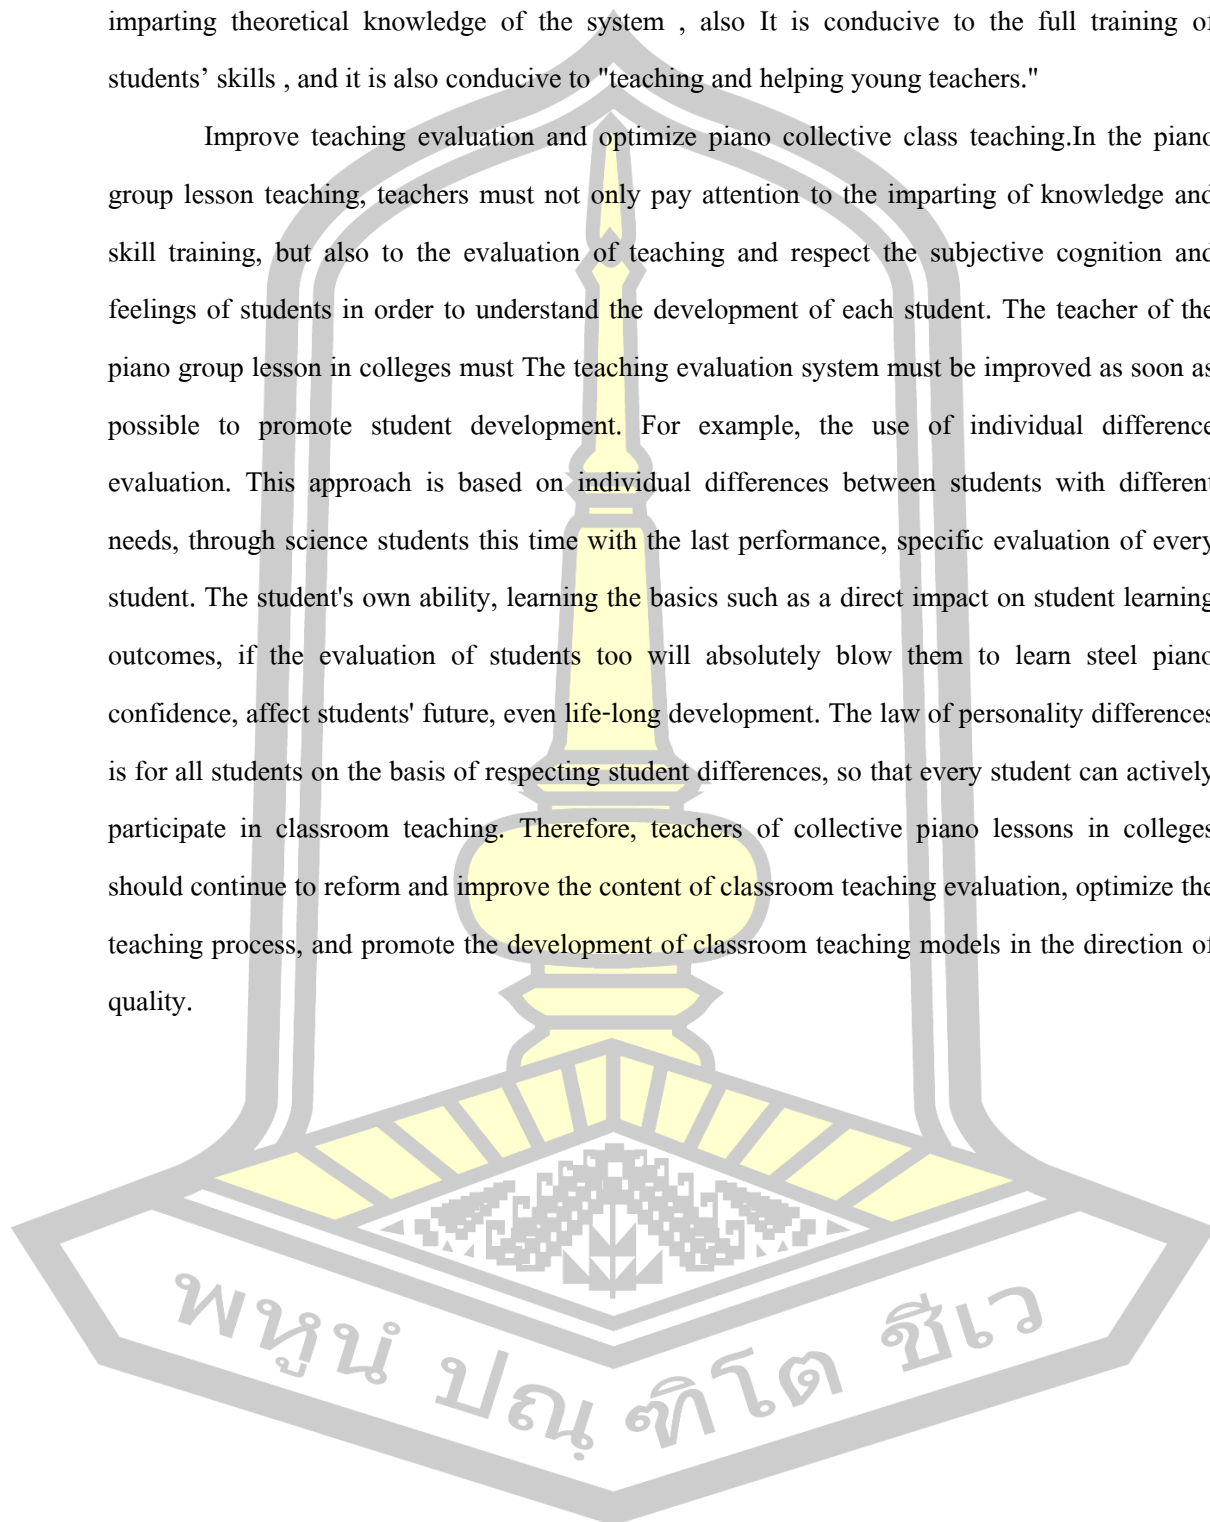 imparting theoretical knowledge of the system , also It is conducive to the full training of
students’ skills , and it is also conducive to "teaching and helping young teachers."
Improve teaching evaluation and optimize piano collective class teaching.In the piano
group lesson teaching, teachers must not only pay attention to the imparting of knowledge and
skill training, but also to the evaluation of teaching and respect the subjective cognition and
feelings of students in order to understand the development of each student. The teacher of the
piano group lesson in colleges must The teaching evaluation system must be improved as soon as
possible to promote student development. For example, the use of individual difference
evaluation. This approach is based on individual differences between students with different
needs, through science students this time with the last performance, specific evaluation of every
student. The student's own ability, learning the basics such as a direct impact on student learning
outcomes, if the evaluation of students too will absolutely blow them to learn steel piano
confidence, affect students' future, even life-long development. The law of personality differences
is for all students on the basis of respecting student differences, so that every student can actively
participate in classroom teaching. Therefore, teachers of collective piano lessons in colleges
should continue to reform and improve the content of classroom teaching evaluation, optimize the
teaching process, and promote the development of classroom teaching models in the direction of
quality.
พหูนํ ปณฺฑิโต ชีเว